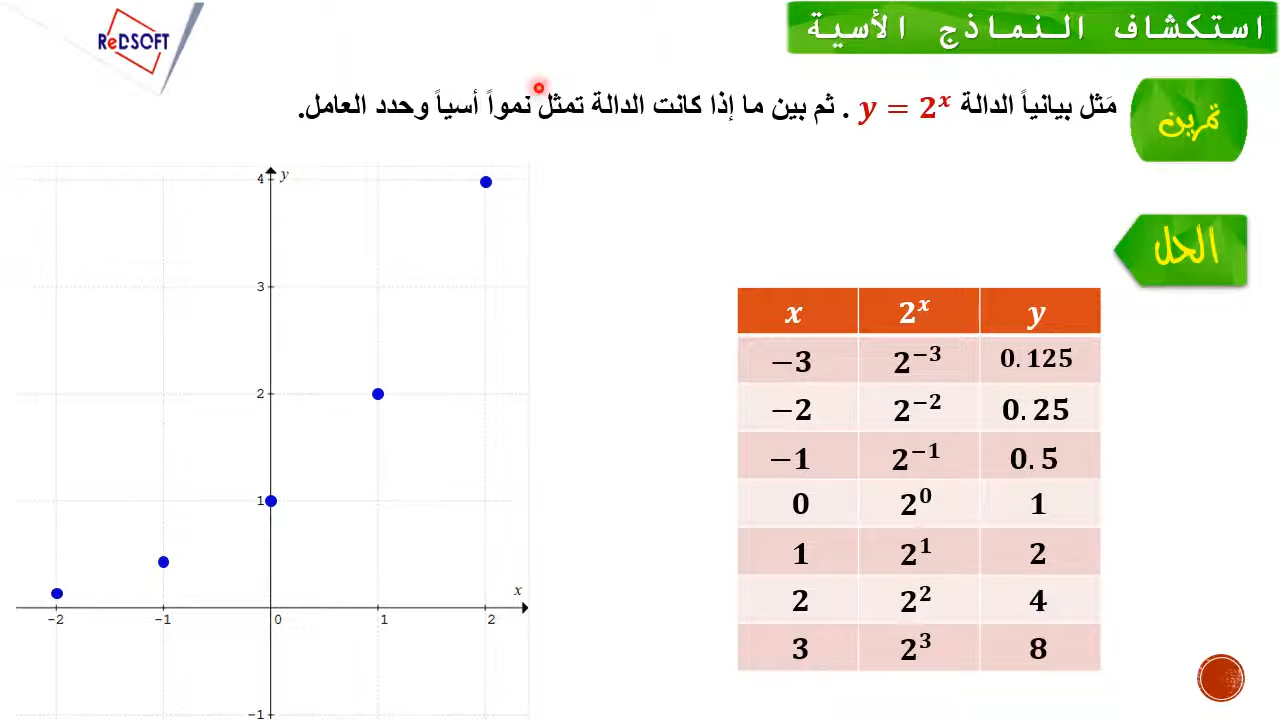 استكشاف النماذج الأسية
ReDSOFT
تمرين
مَثل بيانياً الدالة y = 2^x . ثم بين ما إذا كانت الدالة تمثل نمواً أسياً وحدد العامل.
الحل
x 2^x y
−3 2^−3 0.125
−2 2^−2 0.25
−1 2^−1 0.5
0 2^0 1
1 2^1 2
2 2^2 4
3 2^3 8
y
4
3
2
1
x
−2 −1 0 1 2
−1